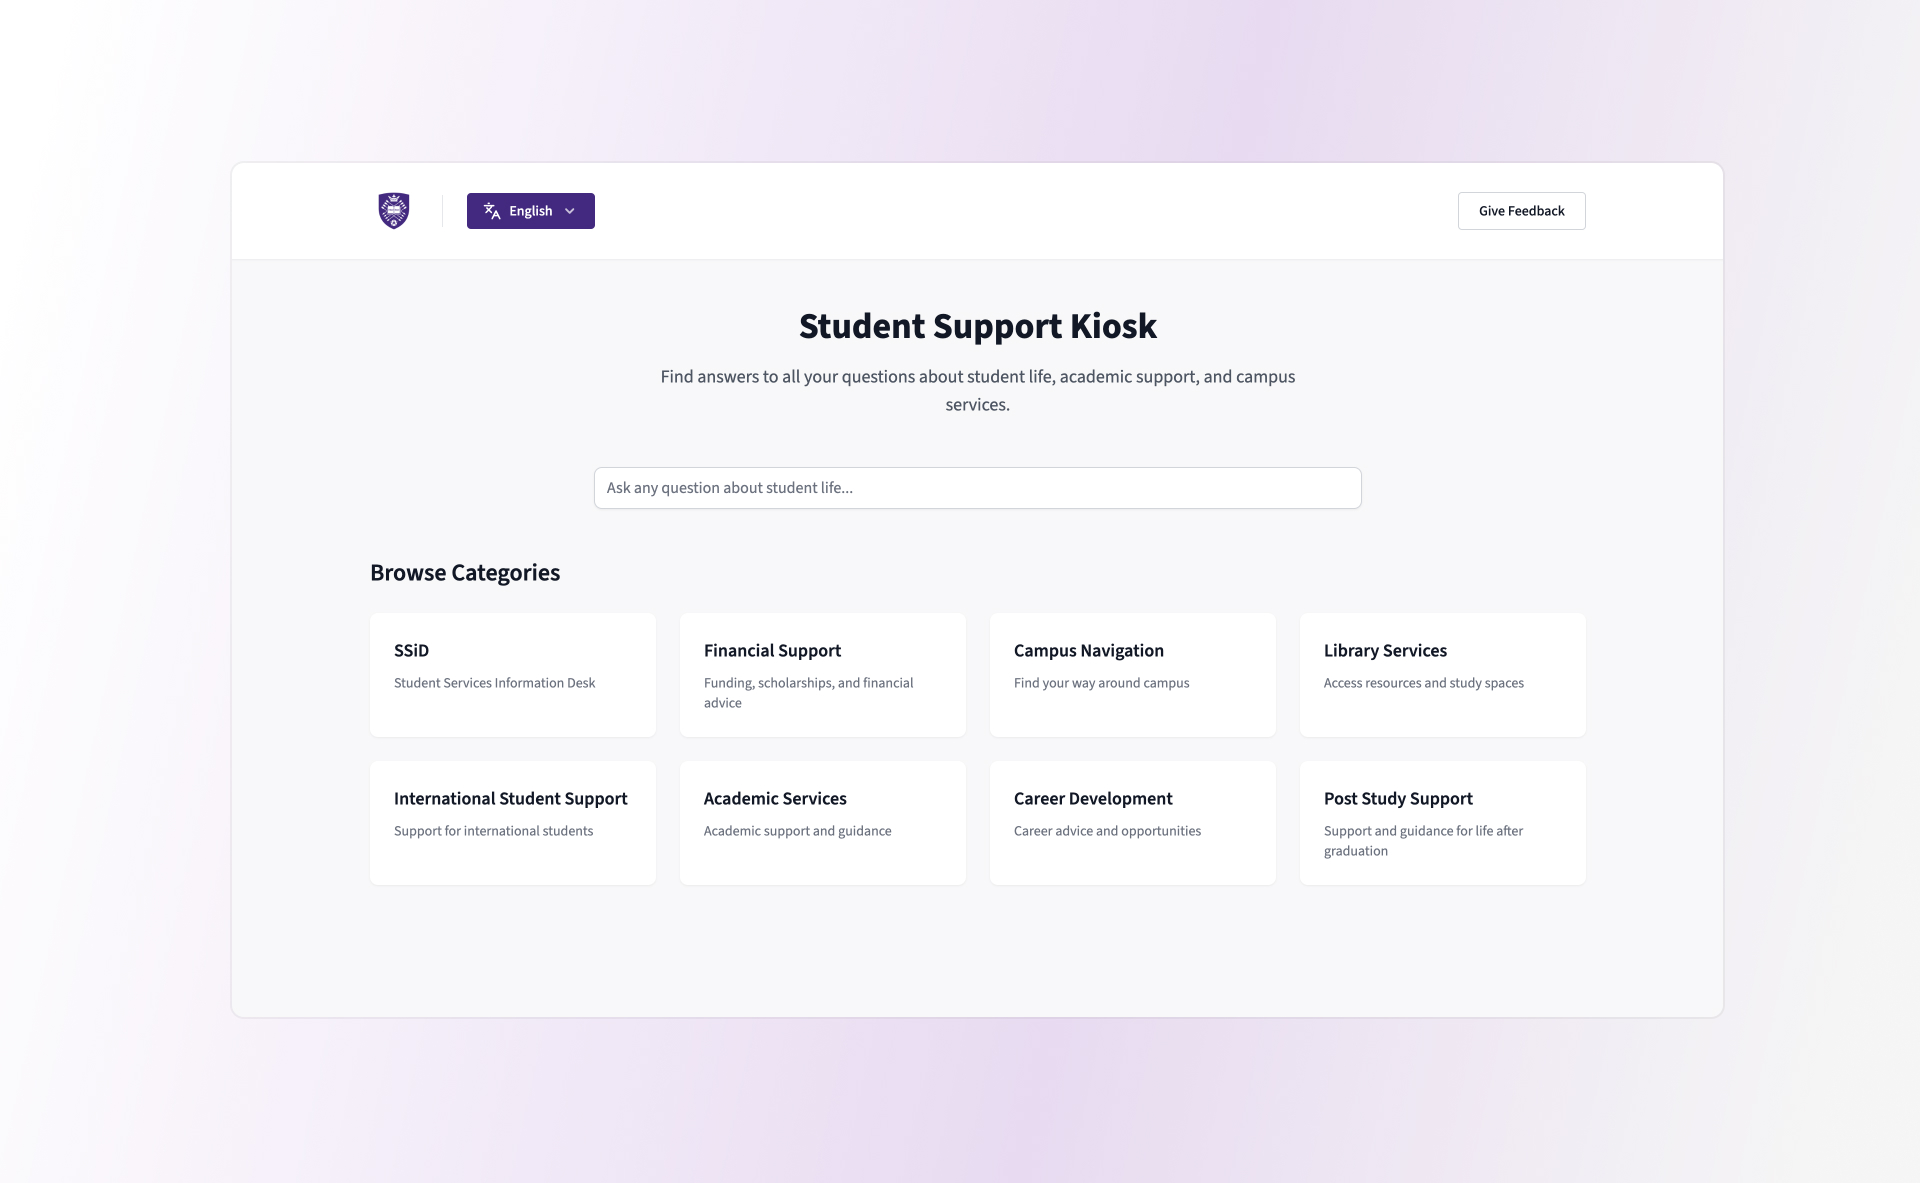 English
Give Feedback
Student Support Kiosk
Find answers to all your questions about student life, academic support, and campus
services.
Ask any question about student life...
Browse Categories
SSiD
Student Services Information Desk
Financial Support
Funding, scholarships, and financial
advice
Campus Navigation
Find your way around campus
Library Services
Access resources and study spaces
International Student Support
Support for international students
Academic Services
Academic support and guidance
Career Development
Career advice and opportunities
Post Study Support
Support and guidance for life after
graduation